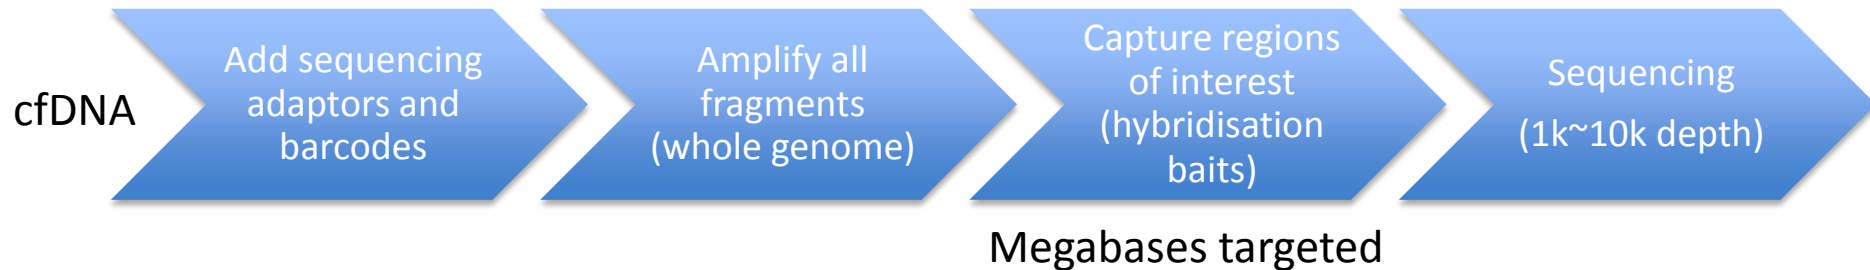 cfDNA
Add sequencing
adaptors and
barcodes
Amplify all
fragments
(whole genome)
Capture regions
of interest
(hybridisation
baits)
Sequencing
(1k~10k depth)
Megabases targeted